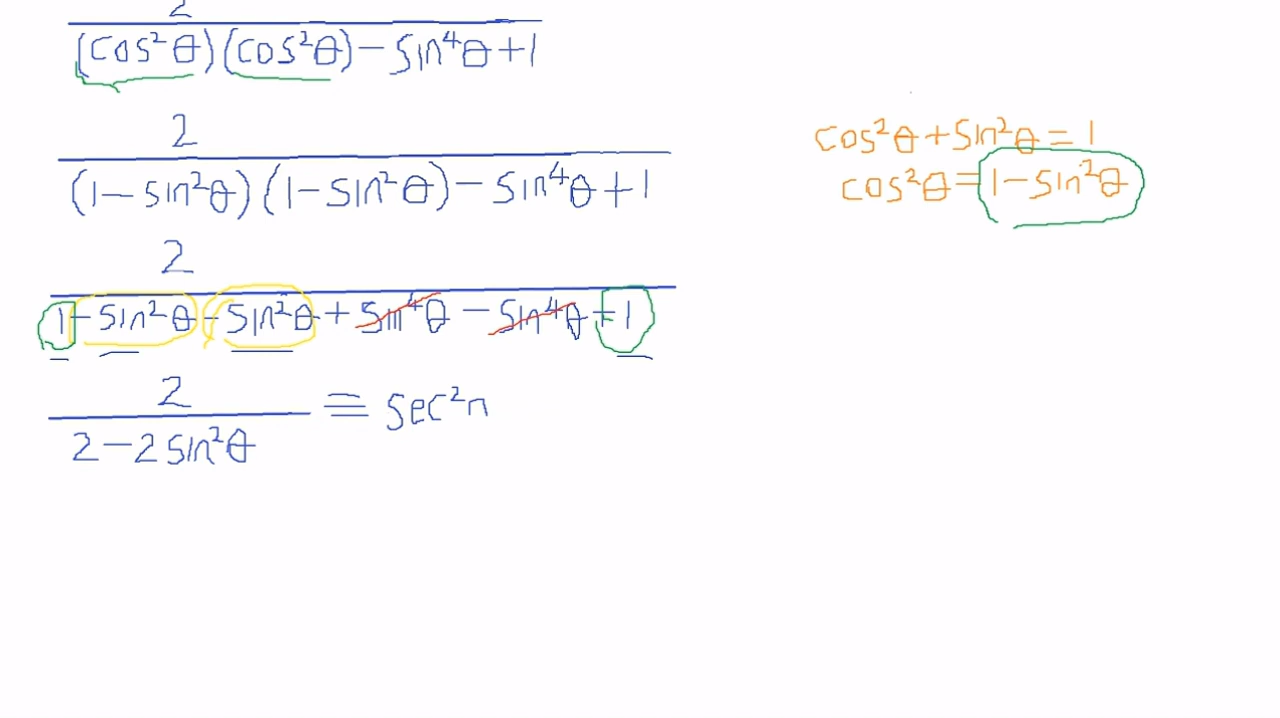 2
(cos²θ)(cos²θ) - sin⁴θ + 1
cos²θ + sin²θ = 1
cos²θ = 1 - sin²θ
2
(1 - sin²θ)(1 - sin²θ) - sin⁴θ + 1
2
1 - sin²θ - sin²θ + sin⁴θ - sin⁴θ + 1
2
2 - 2sin²θ ≡ sec²n